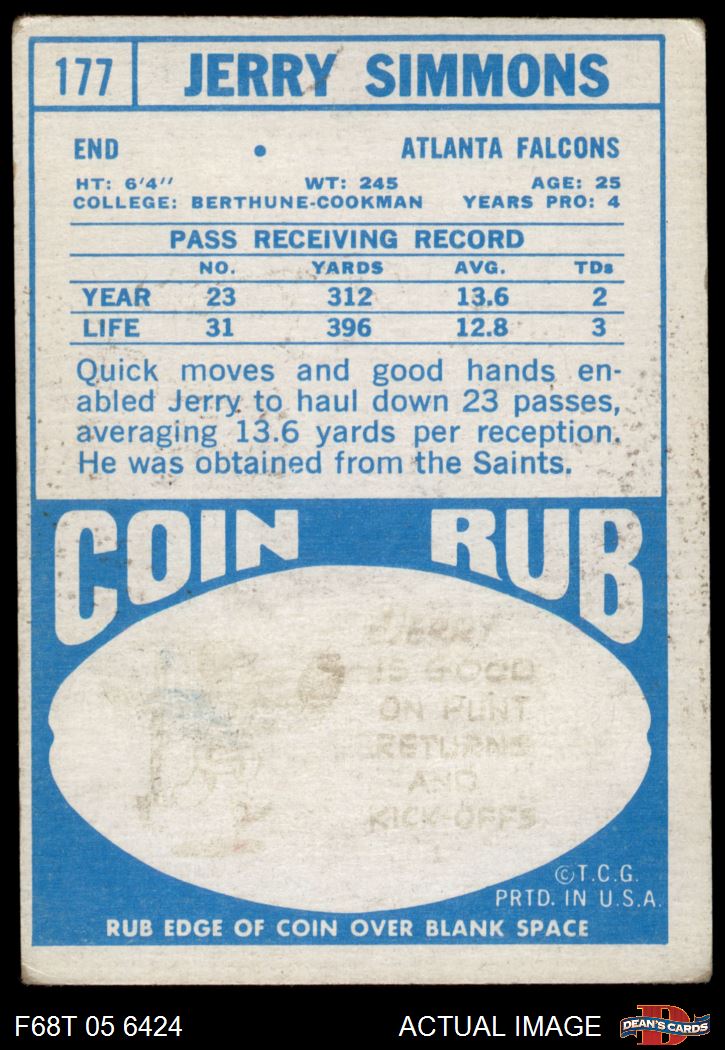 177 JERRY SIMMONS
END • ATLANTA FALCONS
HT: 6'4" WT: 245 AGE: 25
COLLEGE: BERTHUNE-COOKMAN YEARS PRO: 4
PASS RECEIVING RECORD
NO. YARDS AVG. TDs
YEAR 23 312 13.6 2
LIFE 31 396 12.8 3
Quick moves and good hands en-
abled Jerry to haul down 23 passes,
averaging 13.6 yards per reception.
He was obtained from the Saints.
COIN RUB
JERRY
IS GOOD
ON PUNT
RETURNS
AND
KICK-OFFS
©T.C.G.
PRTD. IN U.S.A.
RUB EDGE OF COIN OVER BLANK SPACE
F68T 05 6424 ACTUAL IMAGE DEAN'S CARDS